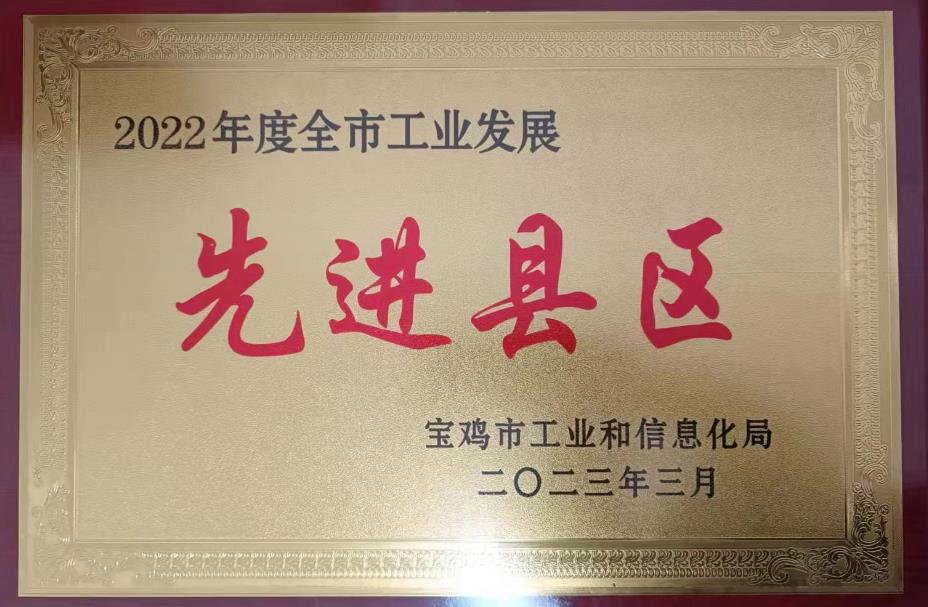 2022年度全市工业发展
先进县区
宝鸡市工业和信息化局
二〇二三年三月